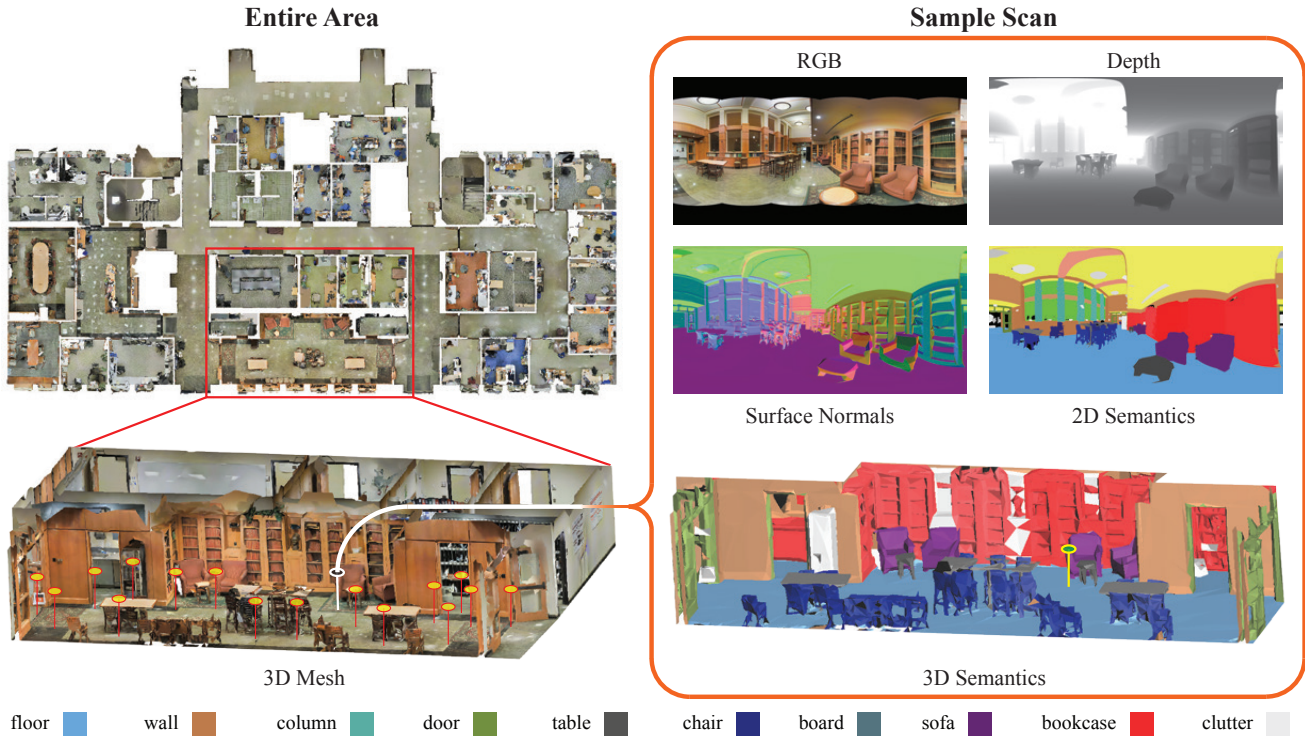 Entire Area
Sample Scan
RGB
Depth
Surface Normals
2D Semantics
3D Mesh
3D Semantics
floor wall column door table chair board sofa bookcase clutter